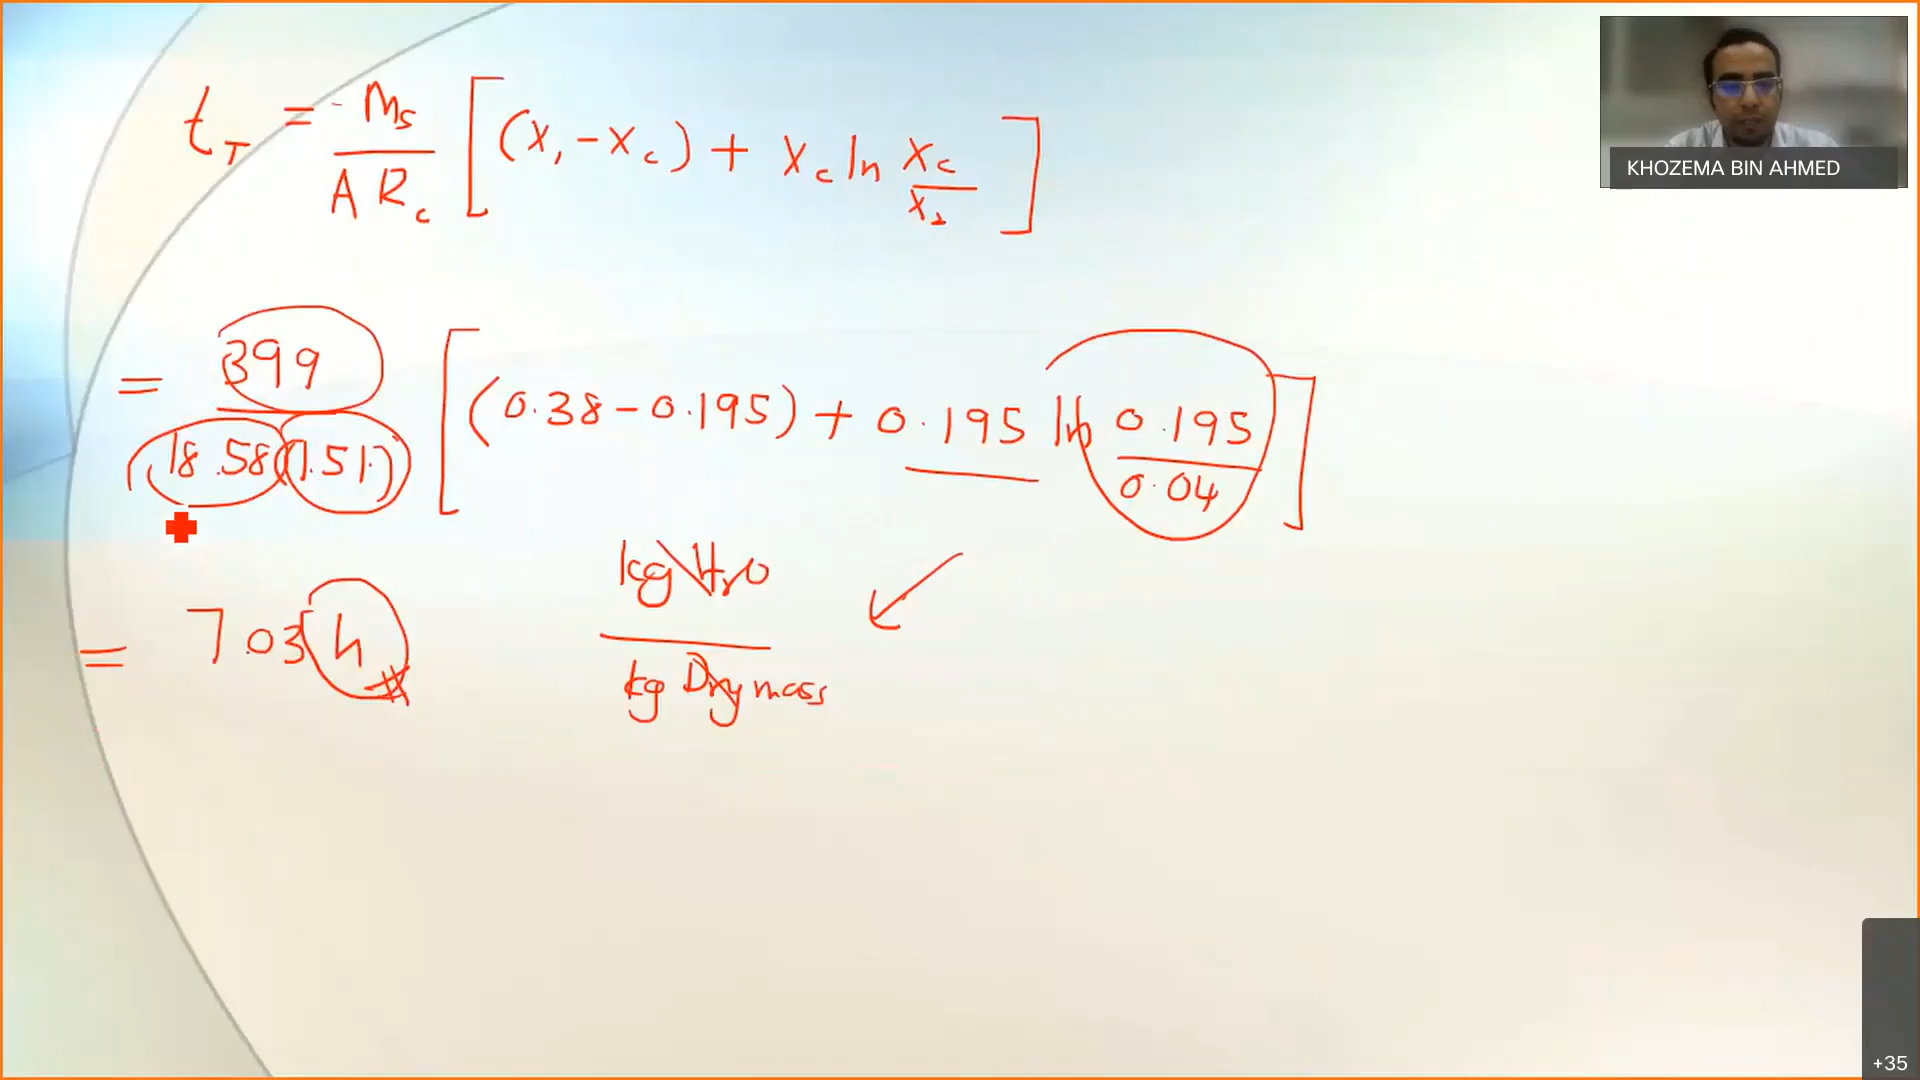 t_T = - Ms / A Rc [ (X₁ - Xc) + Xc ln Xc / X₂ ]
KHOZEMA BIN AHMED
= 399 / 18.58 (1.51) [ (0.38 - 0.195) + 0.195 ln 0.195 / 0.04 ]
kg H₂O
= 7.03 h
kg Dry mass
+35